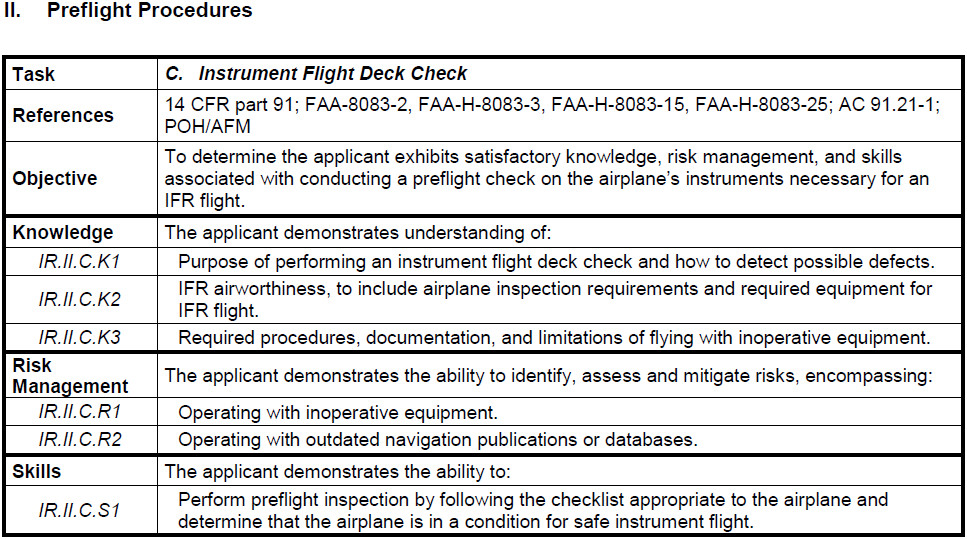 II. Preflight Procedures
Task C. Instrument Flight Deck Check
References 14 CFR part 91; FAA-8083-2, FAA-H-8083-3, FAA-H-8083-15, FAA-H-8083-25; AC 91.21-1;
POH/AFM
Objective To determine the applicant exhibits satisfactory knowledge, risk management, and skills
associated with conducting a preflight check on the airplane's instruments necessary for an
IFR flight.
Knowledge The applicant demonstrates understanding of:
IR.II.C.K1 Purpose of performing an instrument flight deck check and how to detect possible defects.
IR.II.C.K2 IFR airworthiness, to include airplane inspection requirements and required equipment for
IFR flight.
IR.II.C.K3 Required procedures, documentation, and limitations of flying with inoperative equipment.
Risk
Management The applicant demonstrates the ability to identify, assess and mitigate risks, encompassing:
IR.II.C.R1 Operating with inoperative equipment.
IR.II.C.R2 Operating with outdated navigation publications or databases.
Skills The applicant demonstrates the ability to:
IR.II.C.S1 Perform preflight inspection by following the checklist appropriate to the airplane and
determine that the airplane is in a condition for safe instrument flight.